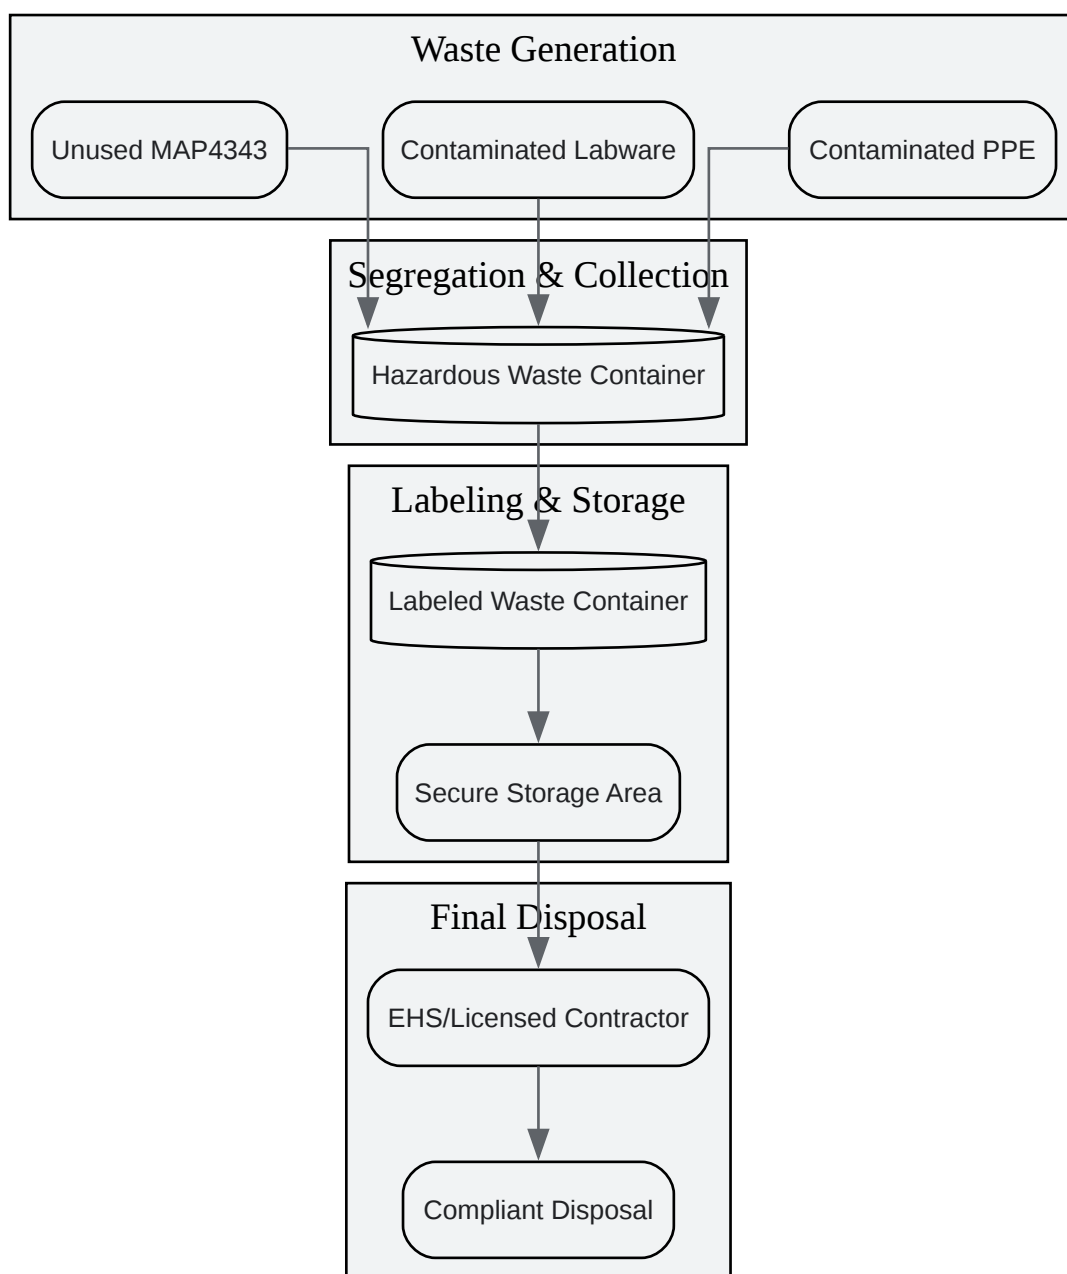 Waste Generation
Unused MAP4343
Contaminated Labware
Contaminated PPE
Segregation & Collection
Hazardous Waste Container
Labeling & Storage
Labeled Waste Container
Secure Storage Area
Final Disposal
EHS/Licensed Contractor
Compliant Disposal